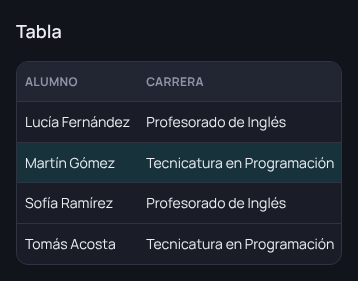 Tabla
ALUMNO CARRERA
Lucía Fernández Profesorado de Inglés
Martín Gómez Tecnicatura en Programación
Sofía Ramírez Profesorado de Inglés
Tomás Acosta Tecnicatura en Programación